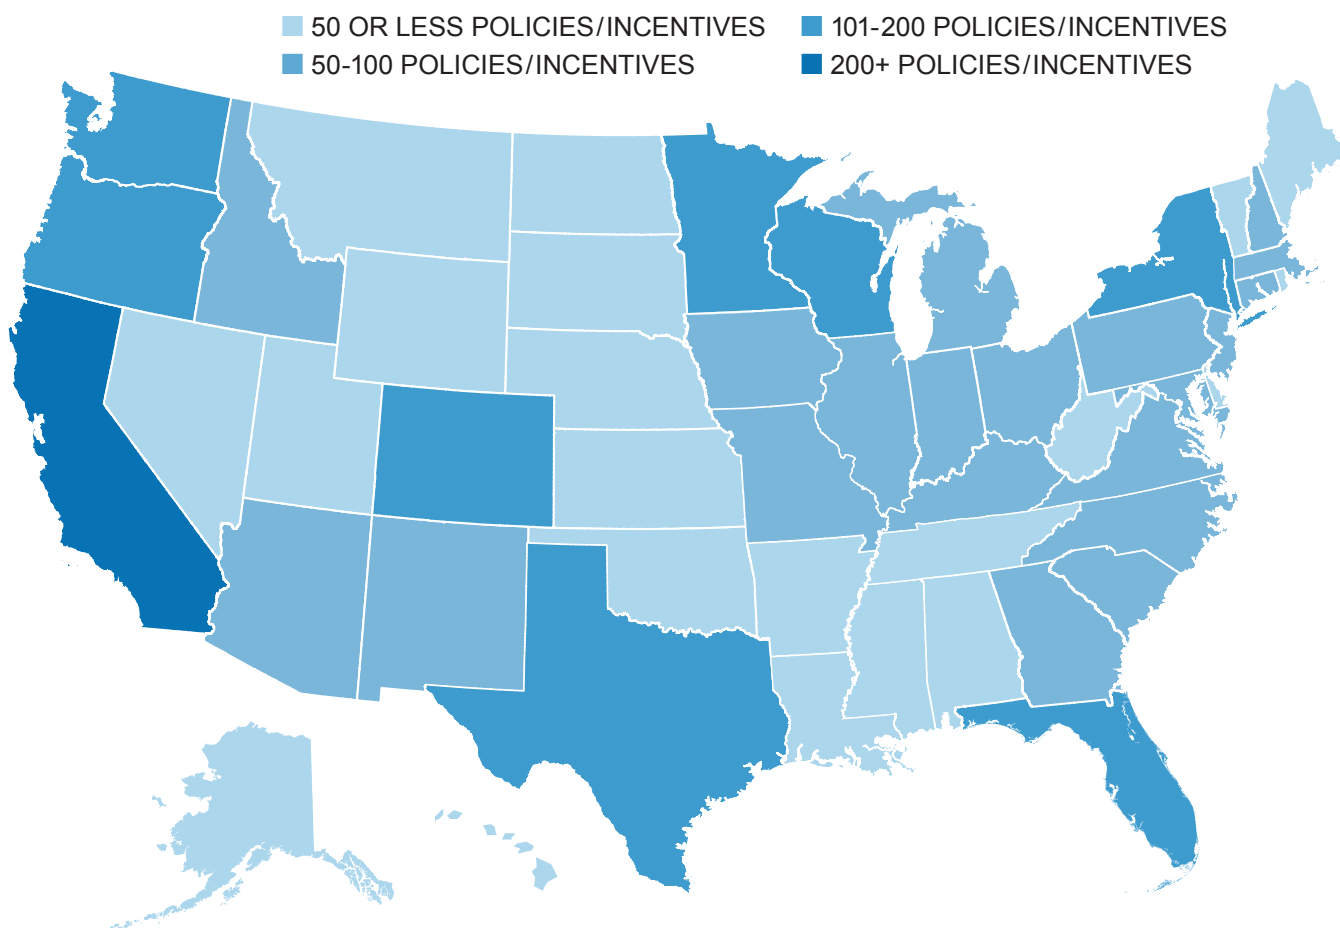 50 OR LESS POLICIES/INCENTIVES
50-100 POLICIES/INCENTIVES
101-200 POLICIES/INCENTIVES
200+ POLICIES/INCENTIVES